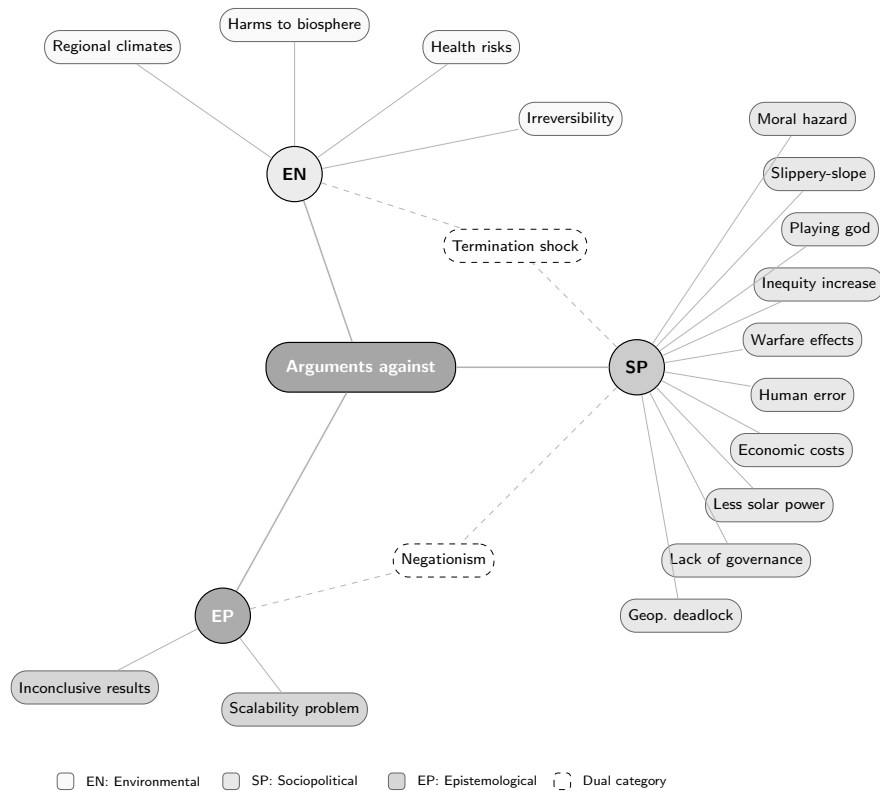 Harms to biosphere
Regional climates
Health risks
Irreversibility
Moral hazard
EN
Slippery-slope
Playing god
Termination shock
Inequity increase
Warfare effects
Arguments against
SP
Human error
Economic costs
Less solar power
Negationism
Lack of governance
EP
Geop. deadlock
Inconclusive results
Scalability problem
EN: Environmental
SP: Sociopolitical
EP: Epistemological
Dual category